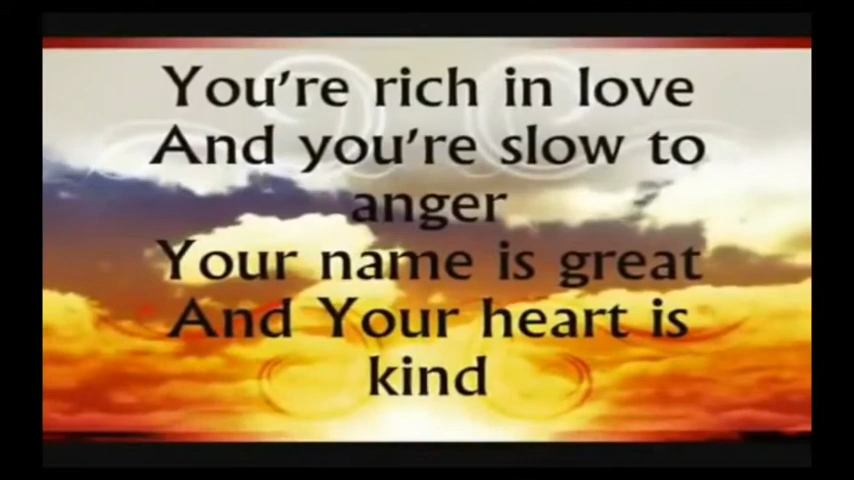 You're rich in love
And you're slow to
anger
Your name is great
And Your heart is
kind